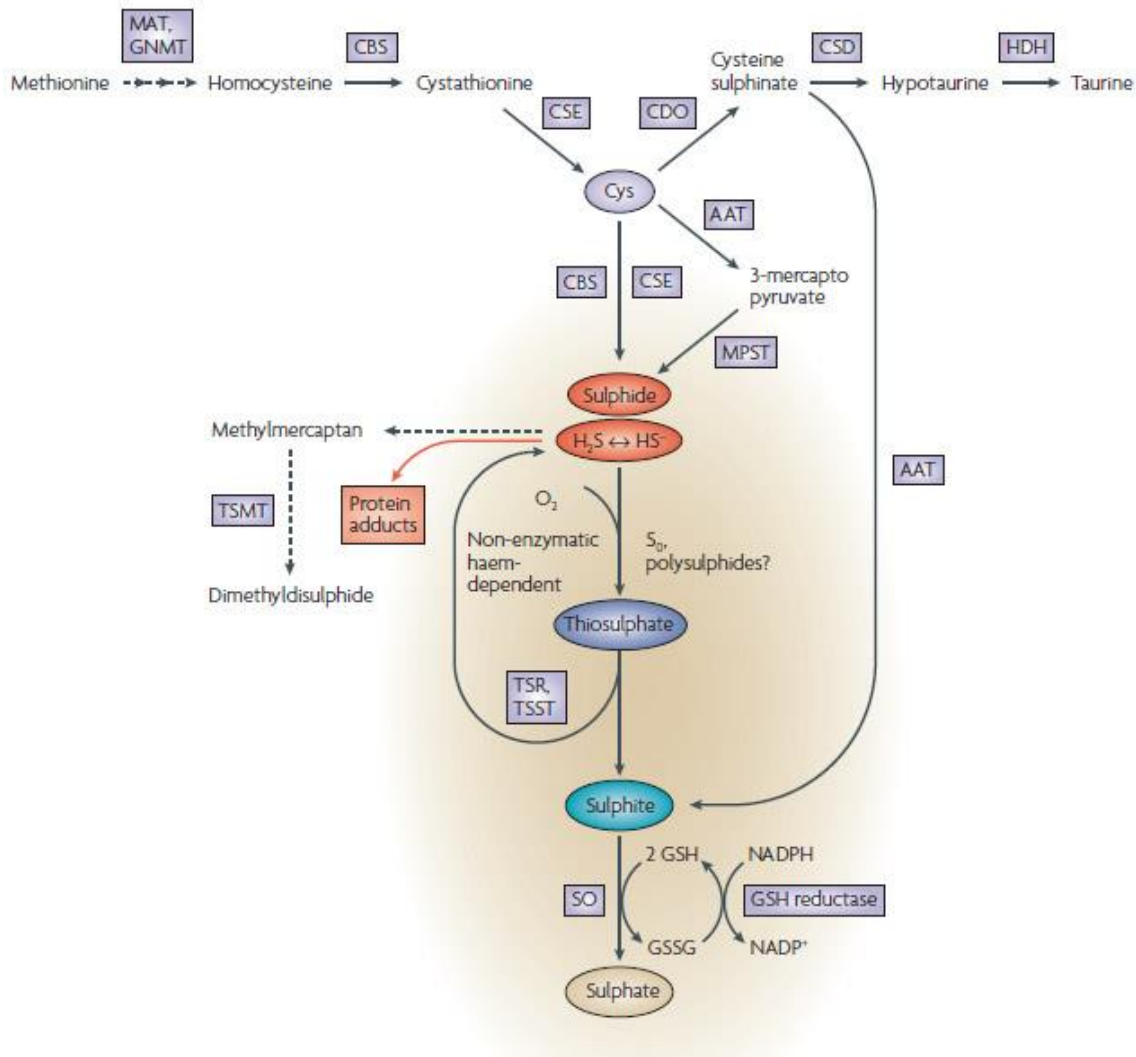 MAT,
GNMT
CBS
CSD
HDH
Methionine
Homocysteine
Cystathionine
Cysteine
sulphinate
Hypotaurine
Taurine
CSE
CDO
Cys
AAT
CBS
CSE
3-mercapto
pyruvate
MPST
Sulphide
H₂S ↔ HS⁻
Methylmercaptan
AAT
TSMT
Protein
adducts
O₂
Non-enzymatic
haem-
dependent
S₀,
polysulphides?
Dimethyldisulphide
Thiosulphate
TSR,
TSST
Sulphite
2 GSH
NADPH
SO
GSH reductase
GSSG
NADP⁺
Sulphate